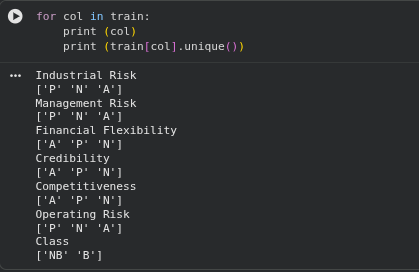 for col in train:
    print (col)
    print (train[col].unique())
Industrial Risk
['P' 'N' 'A']
Management Risk
['P' 'N' 'A']
Financial Flexibility
['A' 'P' 'N']
Credibility
['A' 'P' 'N']
Competitiveness
['A' 'P' 'N']
Operating Risk
['P' 'N' 'A']
Class
['NB' 'B']